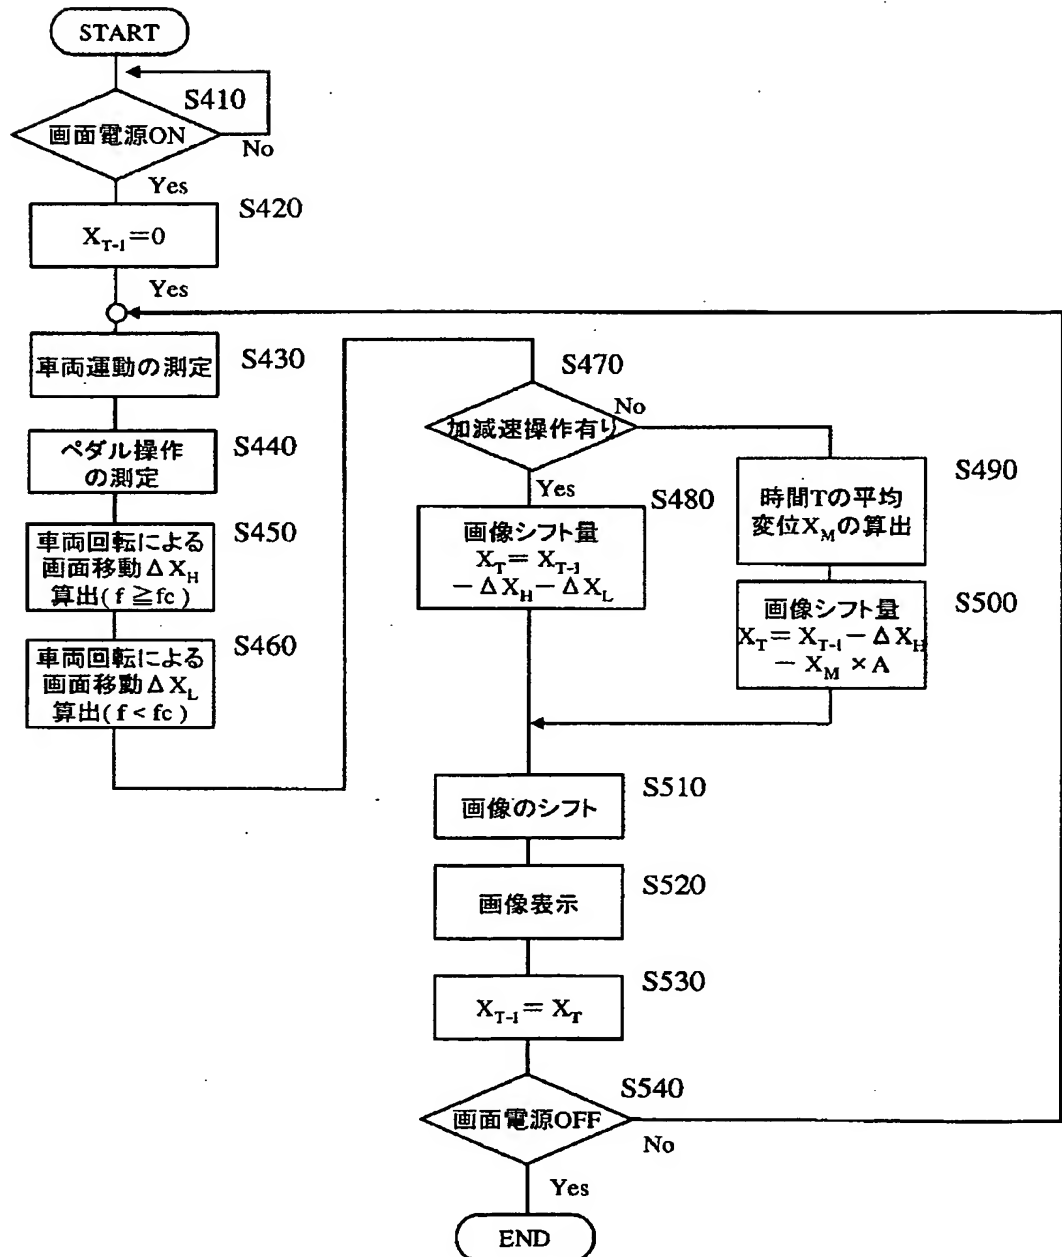 START
S410
画面電源ON
No
Yes
S420
X_{T-1}=0
Yes
車両運動の測定
S430
ペダル操作
の測定
S440
車両回転による
画面移動ΔX_H
算出(f≧fc)
S450
車両回転による
画面移動ΔX_L
算出(f<fc)
S460
S470
加減速操作有り
No
Yes
S480
画像シフト量
X_T=X_{T-1}
-ΔX_H-ΔX_L
S490
時間Tの平均
変位X_Mの算出
S500
画像シフト量
X_T=X_{T-1}-ΔX_H
-X_M×A
S510
画像のシフト
S520
画像表示
S530
X_{T-1}=X_T
S540
画面電源OFF
No
Yes
END